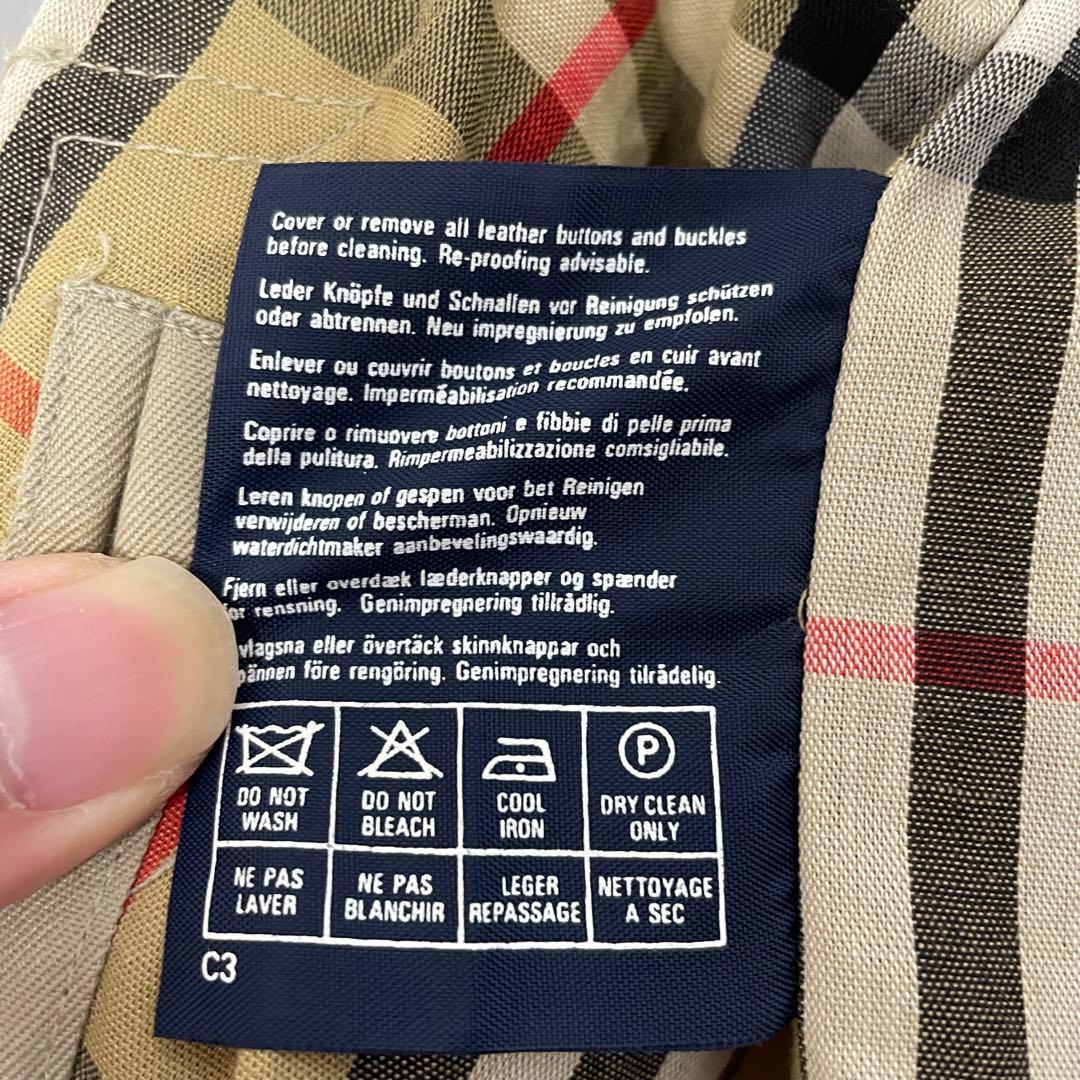 Cover or remove all leather buttons and buckles
before cleaning. Re-proofing advisable.
Leder Knöpfe und Schnallen vor Reinigung schützen
oder abtrennen. Neu impregnierung zu empfolen.
Enlever ou couvrir boutons et boucles en cuir avant
nettoyage. Imperméabilisation recommandée.
Coprire o rimuovere bottoni e fibbie di pelle prima
della pulitura. Rimpermeabilizzazione comsigliabile.
Leren knopen of gespen voor bet Reinigen
verwijderen of bescherman. Opnieuw
waterdichtmaker aanbevelingswaardig.
Fjern eller overdæk læderknapper og spænder
for rensning. Genimpregnering tillrådlig.
vlagsna eller övertäck skinnknappar och
pännen före rengöring. Genimpregnering tilrådelig.
P
DO NOT DO NOT COOL DRY CLEAN
WASH BLEACH IRON ONLY
NE PAS NE PAS LEGER NETTOYAGE
LAVER BLANCHIR REPASSAGE A SEC
C3